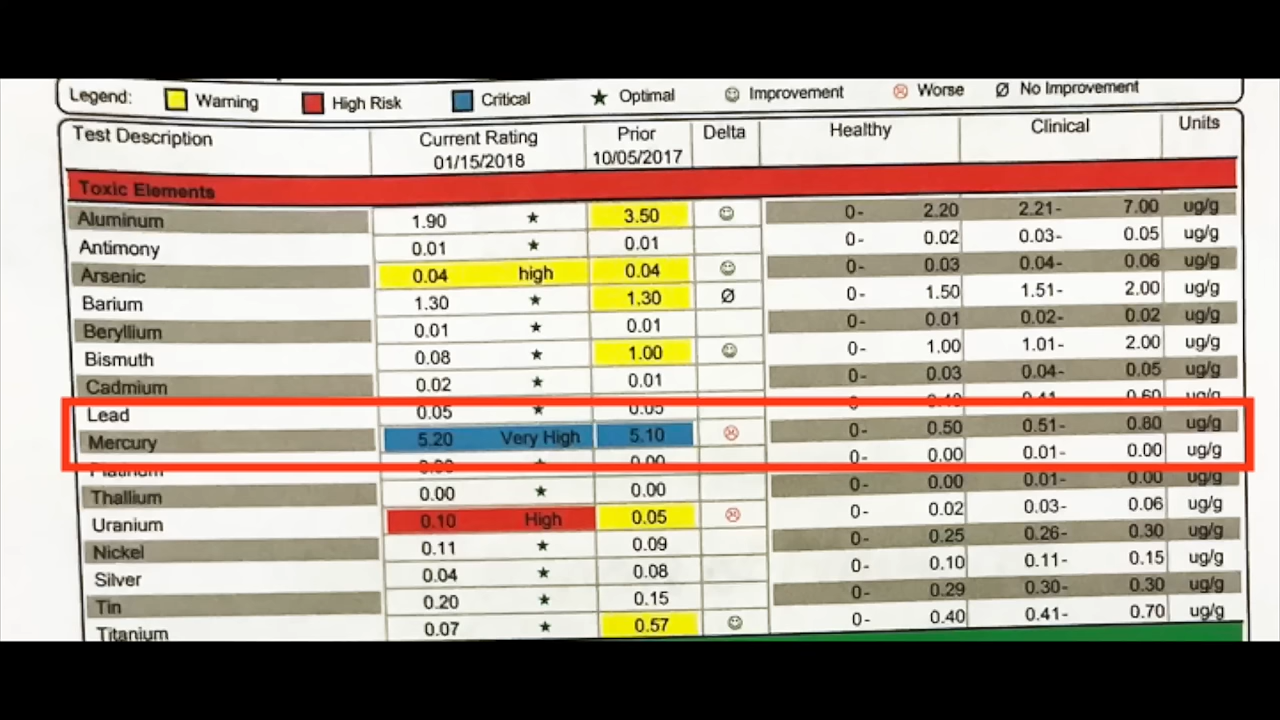 Legend: Warning High Risk Critical ★ Optimal ☺ Improvement ☹ Worse Ø No Improvement
Test Description Current Rating 01/15/2018 Prior 10/05/2017 Delta Healthy Clinical Units
Toxic Elements
Aluminum 1.90 ★ 3.50 ☺ 0- 2.20 2.21- 7.00 ug/g
Antimony 0.01 ★ 0.01 0- 0.02 0.03- 0.05 ug/g
Arsenic 0.04 high 0.04 ☺ 0- 0.03 0.04- 0.06 ug/g
Barium 1.30 ★ 1.30 Ø 0- 1.50 1.51- 2.00 ug/g
Beryllium 0.01 ★ 0.01 0- 0.01 0.02- 0.02 ug/g
Bismuth 0.08 ★ 1.00 ☺ 0- 1.00 1.01- 2.00 ug/g
Cadmium 0.02 ★ 0.01 0- 0.03 0.04- 0.05 ug/g
Lead 0.05 ★ 0.05 0- 0.60 ug/g
Mercury 5.20 Very High 5.10 ☹ 0- 0.50 0.51- 0.80 ug/g
Platinum 0.00 ★ 0.00 0- 0.00 0.01- 0.00 ug/g
Thallium 0.00 ★ 0.00 0- 0.00 0.01- 0.00 ug/g
Uranium 0.10 High 0.05 ☹ 0- 0.02 0.03- 0.06 ug/g
Nickel 0.11 ★ 0.09 0- 0.25 0.26- 0.30 ug/g
Silver 0.04 ★ 0.08 0- 0.10 0.11- 0.15 ug/g
Tin 0.20 ★ 0.15 0- 0.29 0.30- 0.30 ug/g
Titanium 0.07 ★ 0.57 ☺ 0- 0.40 0.41- 0.70 ug/g